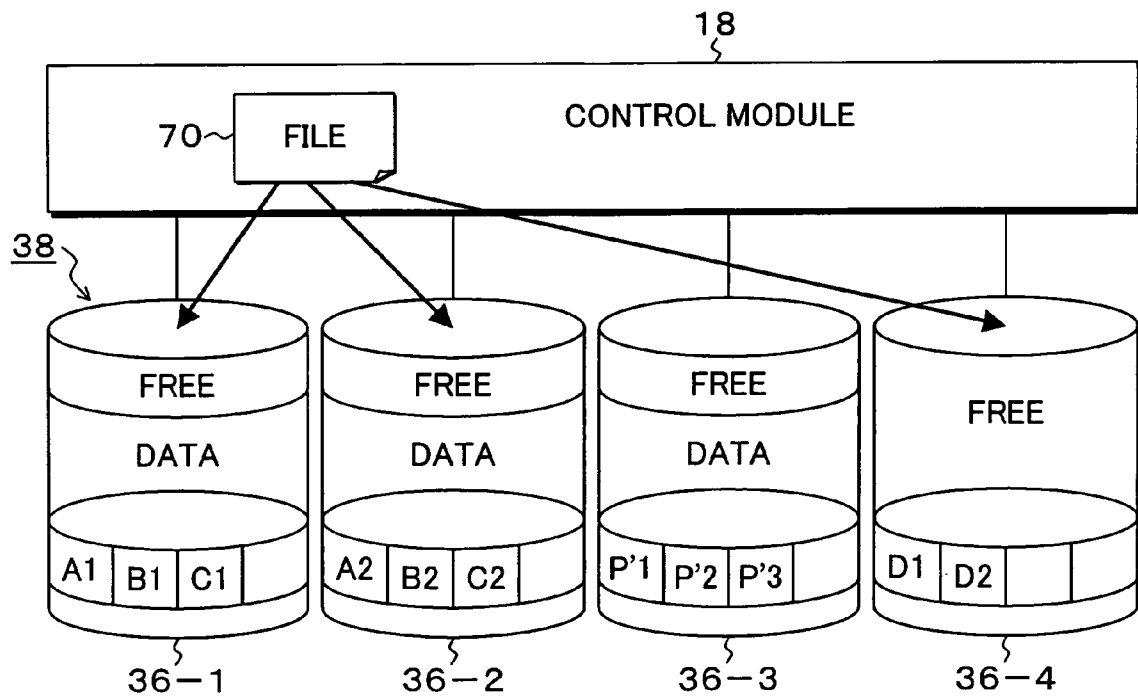 18
CONTROL MODULE
70
FILE
38
FREE FREE FREE FREE
DATA DATA DATA
A1 B1 C1 A2 B2 C2 P'1 P'2 P'3 D1 D2
36-1 36-2 36-3 36-4